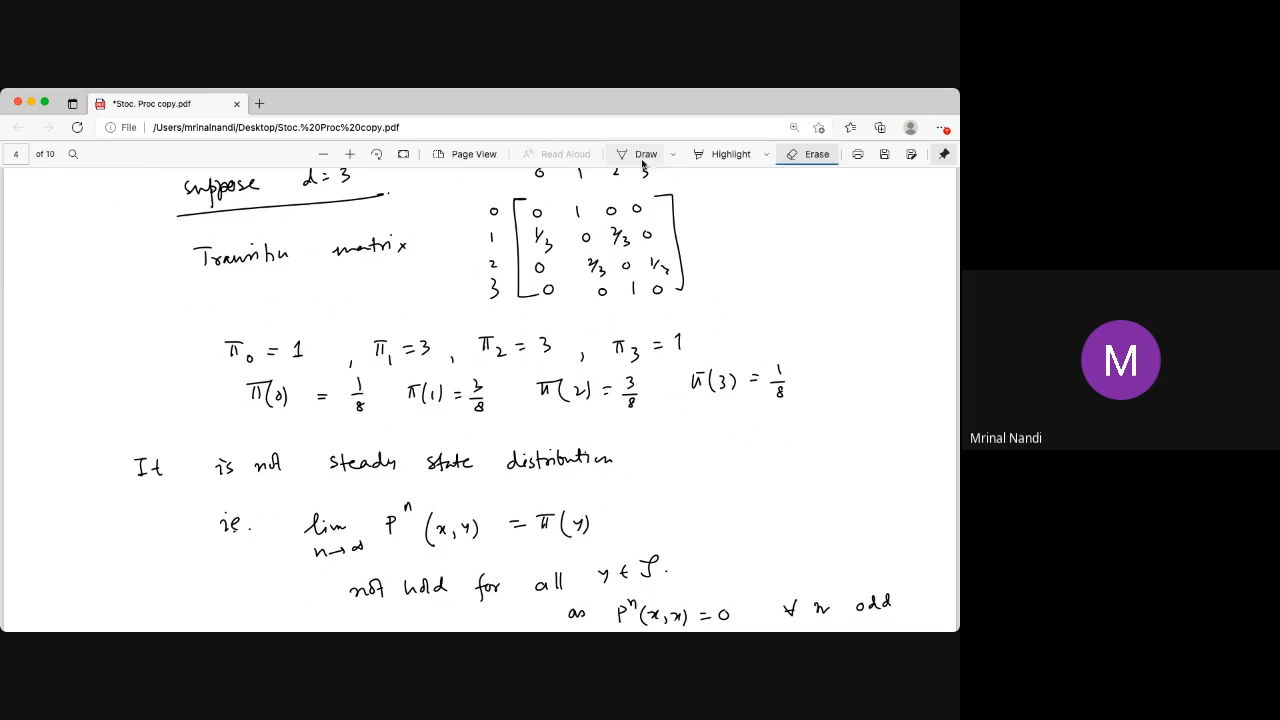 *Stoc. Proc copy.pdf
File /Users/mrinalnandi/Desktop/Stoc.%20Proc%20copy.pdf
4 of 10 Page View Read Aloud Draw Highlight Erase
suppose d = 3
0 1 2 3
0 0 1 0 0
Transitn matrix
1 1/3 0 2/3 0
2 0 2/3 0 1/3
3 0 0 1 0
π₀ = 1 , π₁ = 3 , π₂ = 3 , π₃ = 1
π(0) = 1/8 π(1) = 3/8 π(2) = 3/8 π(3) = 1/8
It is not steady state distribution
ie. lim n→∞ Pⁿ(x,y) = π(y)
not hold for all y ∈ 𝒮.
as Pⁿ(x,x) = 0 ∀ n odd
M
Mrinal Nandi